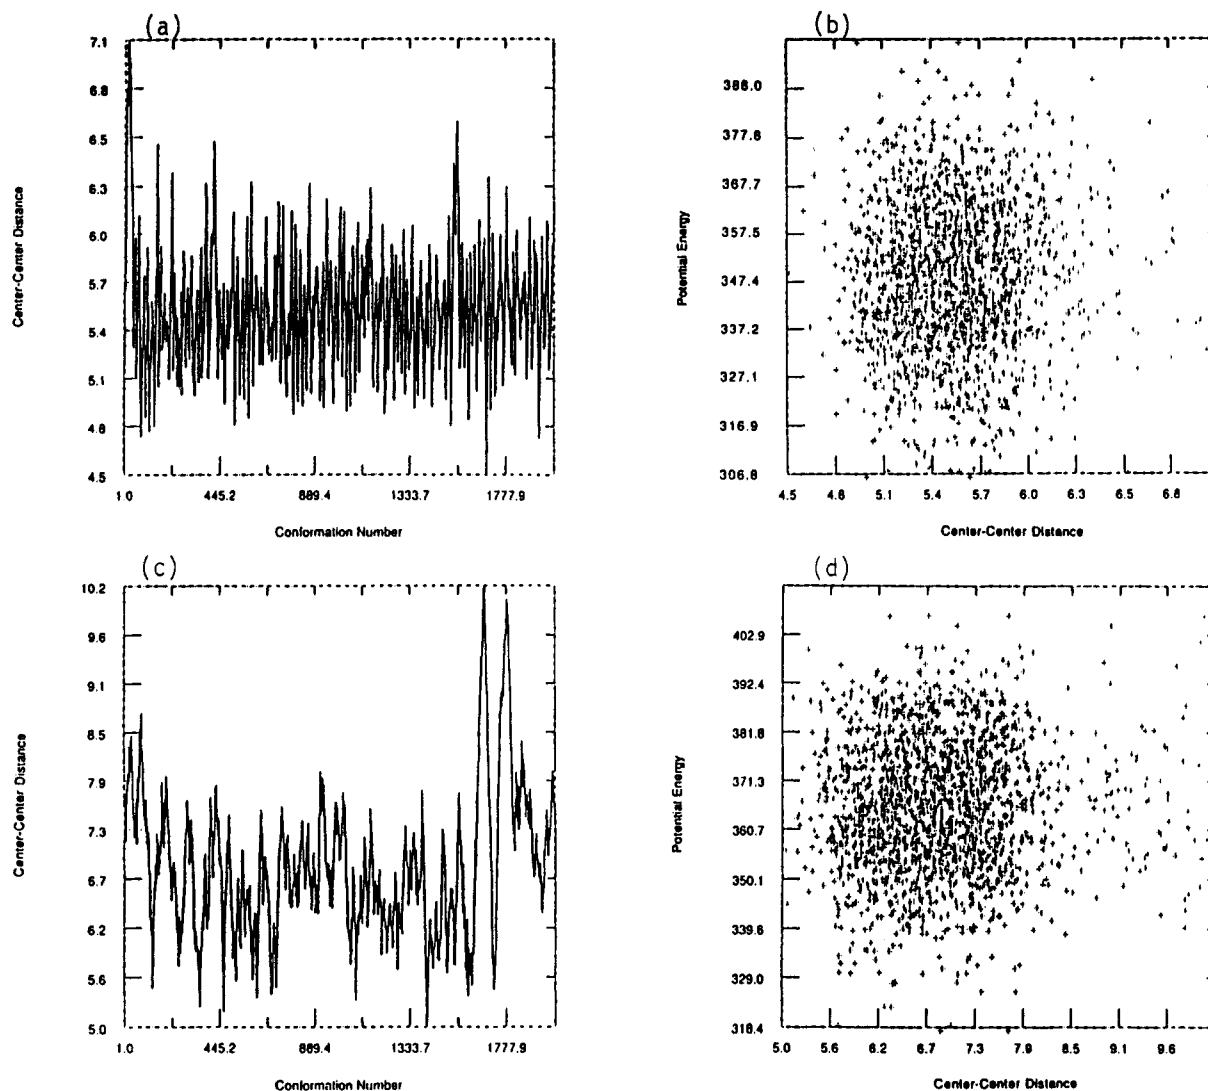 (a)
7.1
6.8
6.5
6.3
6.0
5.7
5.4
5.1
4.8
4.5
Center-Center Distance
1.0 445.2 889.4 1333.7 1777.9
Conformation Number
(b)
388.0
377.8
367.7
357.5
347.4
337.2
327.1
316.9
306.8
Potential Energy
4.5 4.8 5.1 5.4 5.7 6.0 6.3 6.5 6.8
Center-Center Distance
(c)
10.2
9.6
9.1
8.5
7.9
7.3
6.7
6.2
5.6
5.0
Center-Center Distance
1.0 445.2 889.4 1333.7 1777.9
Conformation Number
(d)
402.9
392.4
381.8
371.3
360.7
350.1
339.6
329.0
318.4
Potential Energy
5.0 5.6 6.2 6.7 7.3 7.9 8.5 9.1 9.6
Center-Center Distance